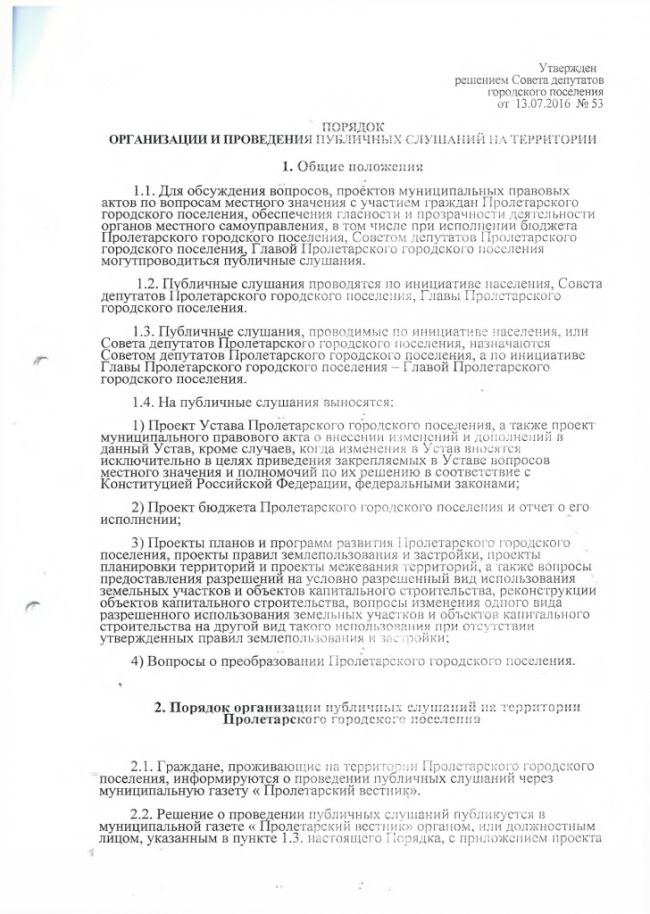 Утвержден
решением Совета депутатов
городского поселения
от 13.07.2016 № 53
ПОРЯДОК
ОРГАНИЗАЦИИ И ПРОВЕДЕНИЯ ПУБЛИЧНЫХ СЛУШАНИЙ НА ТЕРРИТОРИИ
1. Общие положения
1.1. Для обсуждения вопросов, проектов муниципальных правовых
актов по вопросам местного значения с участием граждан Пролетарского
городского поселения, обеспечения гласности и прозрачности деятельности
органов местного самоуправления, в том числе при исполнении бюджета
Пролетарского городского поселения, Советом депутатов Пролетарского
городского поселения, Главой Пролетарского городского поселения
могутпроводиться публичные слушания.
1.2. Публичные слушания проводятся по инициативе населения, Совета
депутатов Пролетарского городского поселения, Главы Пролетарского
городского поселения.
1.3. Публичные слушания, проводимые по инициативе населения, или
Совета депутатов Пролетарского городского поселения, назначаются
Советом депутатов Пролетарского городского поселения, а по инициативе
Главы Пролетарского городского поселения – Главой Пролетарского
городского поселения.
1.4. На публичные слушания выносятся:
1) Проект Устава Пролетарского городского поселения, а также проект
муниципального правового акта о внесении изменений и дополнений в
данный Устав, кроме случаев, когда изменения в Устав вносятся
исключительно в целях приведения закрепляемых в Уставе вопросов
местного значения и полномочий по их решению в соответствие с
Конституцией Российской Федерации, федеральными законами;
2) Проект бюджета Пролетарского городского поселения и отчет о его
исполнении;
3) Проекты планов и программ развития Пролетарского городского
поселения, проекты правил землепользования и застройки, проекты
планировки территорий и проекты межевания территорий, а также вопросы
предоставления разрешений на условно разрешенный вид использования
земельных участков и объектов капитального строительства, реконструкции
объектов капитального строительства, вопросы изменения одного вида
разрешенного использования земельных участков и объектов капитального
строительства на другой вид такого использования при отсутствии
утвержденных правил землепользования и застройки;
4) Вопросы о преобразовании Пролетарского городского поселения.
2. Порядок организации публичных слушаний на территории
Пролетарского городского поселения
2.1. Граждане, проживающие на территории Пролетарского городского
поселения, информируются о проведении публичных слушаний через
муниципальную газету « Пролетарский вестник».
2.2. Решение о проведении публичных слушаний публикуется в
муниципальной газете « Пролетарский вестник» органом, или должностным
лицом, указанным в пункте 1.3. настоящего Порядка, с приложением проекта